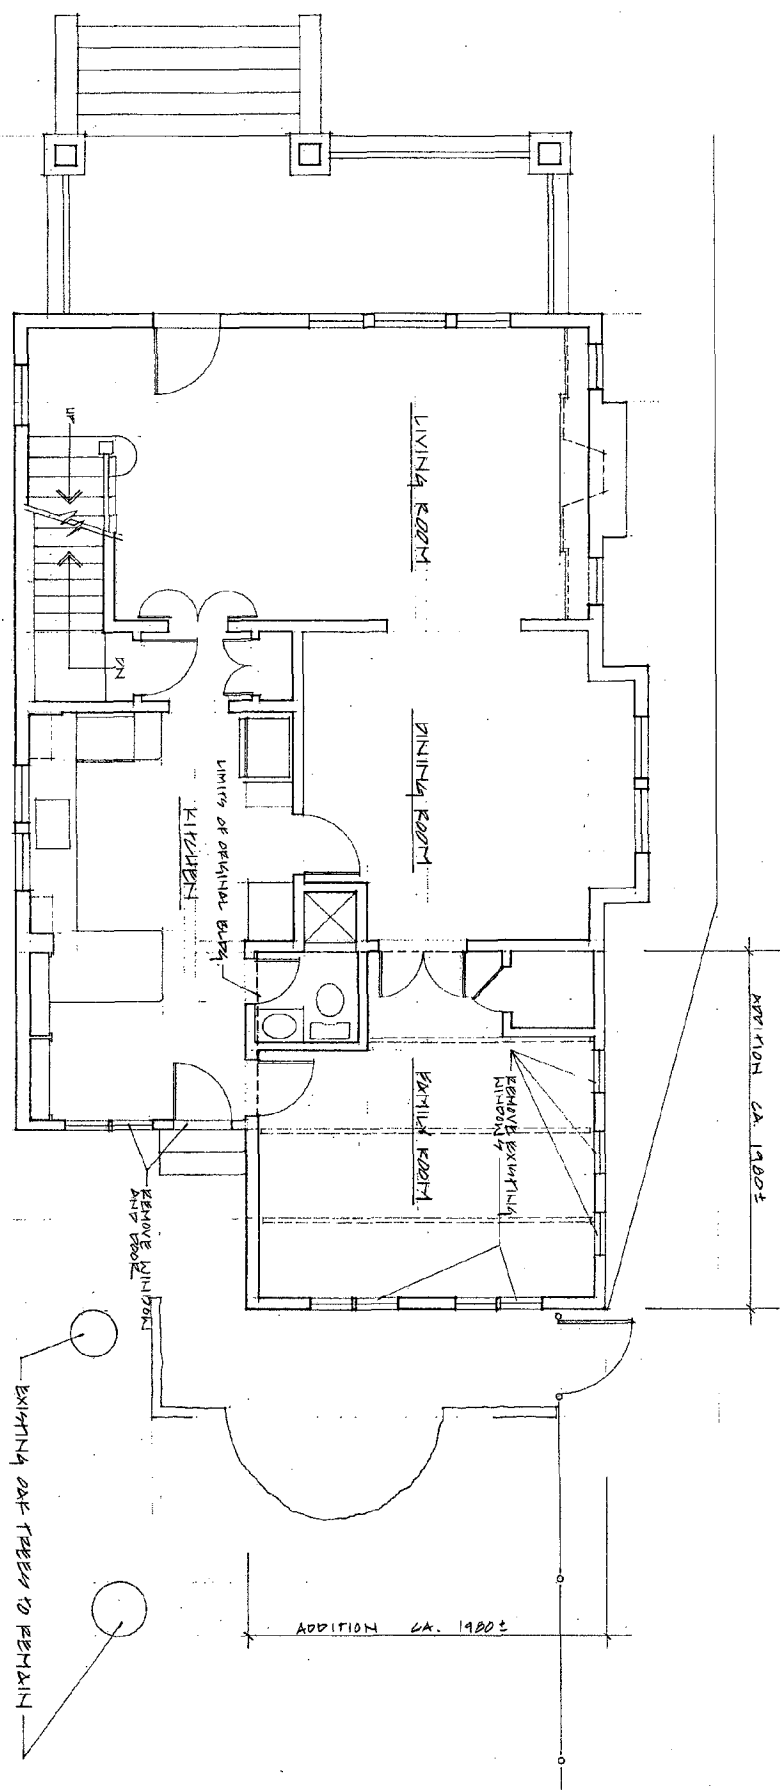 UP
DN
LIVING ROOM
DINING ROOM
KITCHEN
LIMITS OF ORIGINAL BLDG
FAMILY ROOM
REMOVE EXISTING
WINDOWS
REMOVE WINDOW
AND DOOR
ADDITION CA. 1980±
ADDITION CA. 1980±
EXISTING OAK TREES TO REMAIN